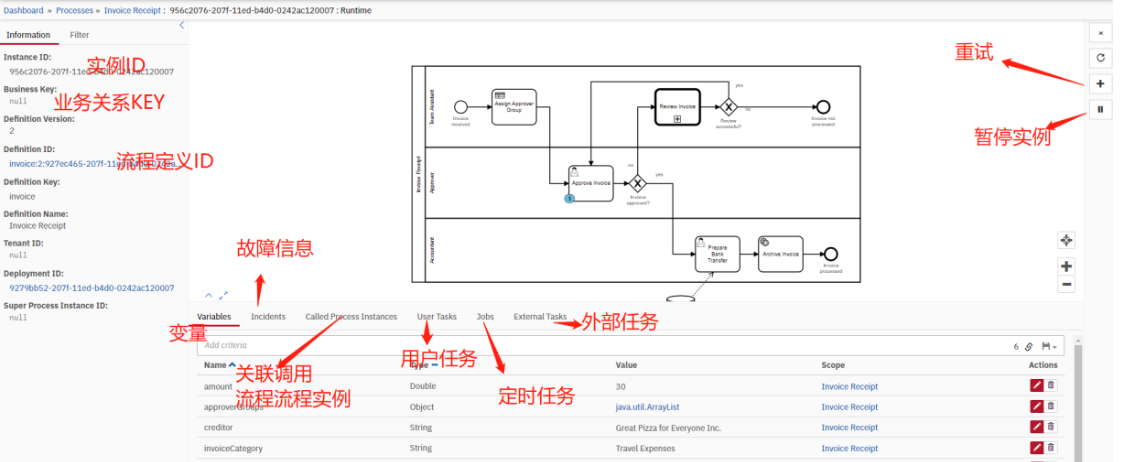 Dashboard » Processes » Invoice Receipt : 956c2076-207f-11ed-b4d0-0242ac120007 : Runtime
Information
Filter
Instance ID:
956c2076-207f-11ed-b4d0-0242ac120007
实例ID
Business Key:
null
业务关系KEY
Definition Version:
2
Definition ID:
invoice:2:927ec465-207f-11ed-b4d0-0242a...
流程定义ID
Definition Key:
invoice
Definition Name:
Invoice Receipt
Tenant ID:
null
Deployment ID:
9279bb52-207f-11ed-b4d0-0242ac120007
Super Process Instance ID:
null
重试
暂停实例
Invoice Receipt
Team Assistant
Invoice
received
Assign Approver
Group
Review Invoice
yes
no
Review
successful?
Invoice not
processed
Approver
Approve Invoice
1
no
yes
Invoice
approved?
Accountant
Prepare
Bank
Transfer
Archive Invoice
Invoice
processed
故障信息
Variables
Incidents
Called Process Instances
User Tasks
Jobs
External Tasks
变量
外部任务
用户任务
关联调用
流程流程实例
定时任务
Add criteria
6
Name
Type
Value
Scope
Actions
amount
Double
30
Invoice Receipt
approverGroups
Object
java.util.ArrayList
Invoice Receipt
creditor
String
Great Pizza for Everyone Inc.
Invoice Receipt
invoiceCategory
String
Travel Expenses
Invoice Receipt